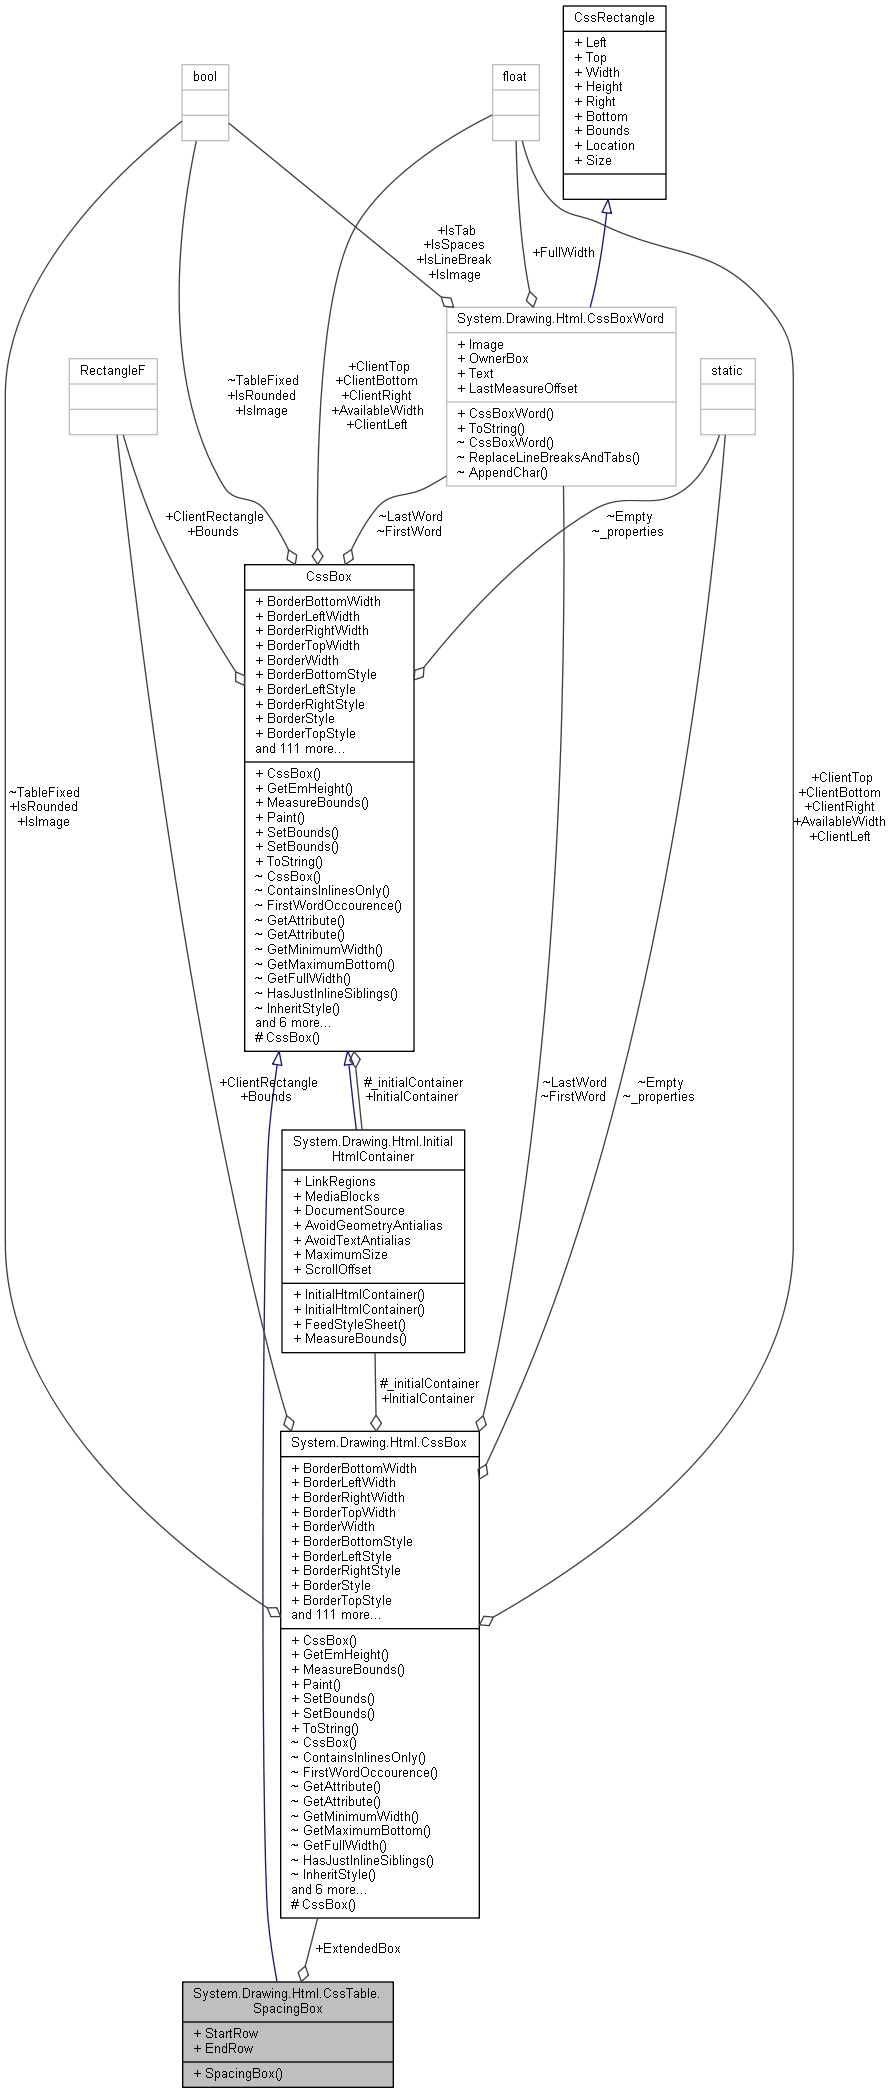 CssRectangle
+ Left
+ Top
+ Width
+ Height
+ Right
+ Bottom
+ Bounds
+ Location
+ Size
bool
float
+IsTab
+IsSpaces
+IsLineBreak
+IsImage
+FullWidth
System.Drawing.Html.CssBoxWord
+ Image
+ OwnerBox
+ Text
+ LastMeasureOffset
+ CssBoxWord()
+ ToString()
~ CssBoxWord()
~ ReplaceLineBreaksAndTabs()
~ AppendChar()
RectangleF
static
~TableFixed
+IsRounded
+IsImage
+ClientTop
+ClientBottom
+ClientRight
+AvailableWidth
+ClientLeft
+ClientRectangle
+Bounds
~LastWord
~FirstWord
~Empty
~_properties
CssBox
+ BorderBottomWidth
+ BorderLeftWidth
+ BorderRightWidth
+ BorderTopWidth
+ BorderWidth
+ BorderBottomStyle
+ BorderLeftStyle
+ BorderRightStyle
+ BorderStyle
+ BorderTopStyle
and 111 more...
+ CssBox()
+ GetEmHeight()
+ MeasureBounds()
+ Paint()
+ SetBounds()
+ SetBounds()
+ ToString()
~ CssBox()
~ ContainsInlinesOnly()
~ FirstWordOccourence()
~ GetAttribute()
~ GetAttribute()
~ GetMinimumWidth()
~ GetMaximumBottom()
~ GetFullWidth()
~ HasJustInlineSiblings()
~ InheritStyle()
and 6 more...
# CssBox()
~TableFixed
+IsRounded
+IsImage
+ClientTop
+ClientBottom
+ClientRight
+AvailableWidth
+ClientLeft
+ClientRectangle
+Bounds
#_initialContainer
+InitialContainer
~LastWord
~FirstWord
~Empty
~_properties
System.Drawing.Html.Initial
HtmlContainer
+ LinkRegions
+ MediaBlocks
+ DocumentSource
+ AvoidGeometryAntialias
+ AvoidTextAntialias
+ MaximumSize
+ ScrollOffset
+ InitialHtmlContainer()
+ InitialHtmlContainer()
+ FeedStyleSheet()
+ MeasureBounds()
#_initialContainer
+InitialContainer
System.Drawing.Html.CssBox
+ BorderBottomWidth
+ BorderLeftWidth
+ BorderRightWidth
+ BorderTopWidth
+ BorderWidth
+ BorderBottomStyle
+ BorderLeftStyle
+ BorderRightStyle
+ BorderStyle
+ BorderTopStyle
and 111 more...
+ CssBox()
+ GetEmHeight()
+ MeasureBounds()
+ Paint()
+ SetBounds()
+ SetBounds()
+ ToString()
~ CssBox()
~ ContainsInlinesOnly()
~ FirstWordOccourence()
~ GetAttribute()
~ GetAttribute()
~ GetMinimumWidth()
~ GetMaximumBottom()
~ GetFullWidth()
~ HasJustInlineSiblings()
~ InheritStyle()
and 6 more...
# CssBox()
+ExtendedBox
System.Drawing.Html.CssTable.
SpacingBox
+ StartRow
+ EndRow
+ SpacingBox()